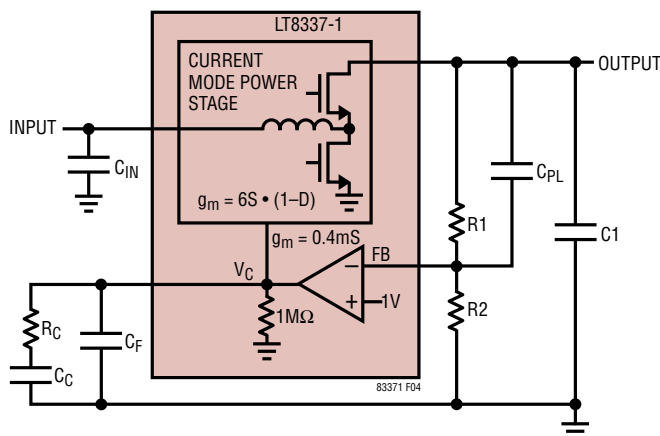 LT8337-1
CURRENT
MODE POWER
STAGE
OUTPUT
INPUT
C_IN
C_PL
g_m = 6S • (1–D)
R1
C1
g_m = 0.4mS
FB
V_C
–
+
1V
R_C
C_F
1MΩ
R2
C_C
83371 F04